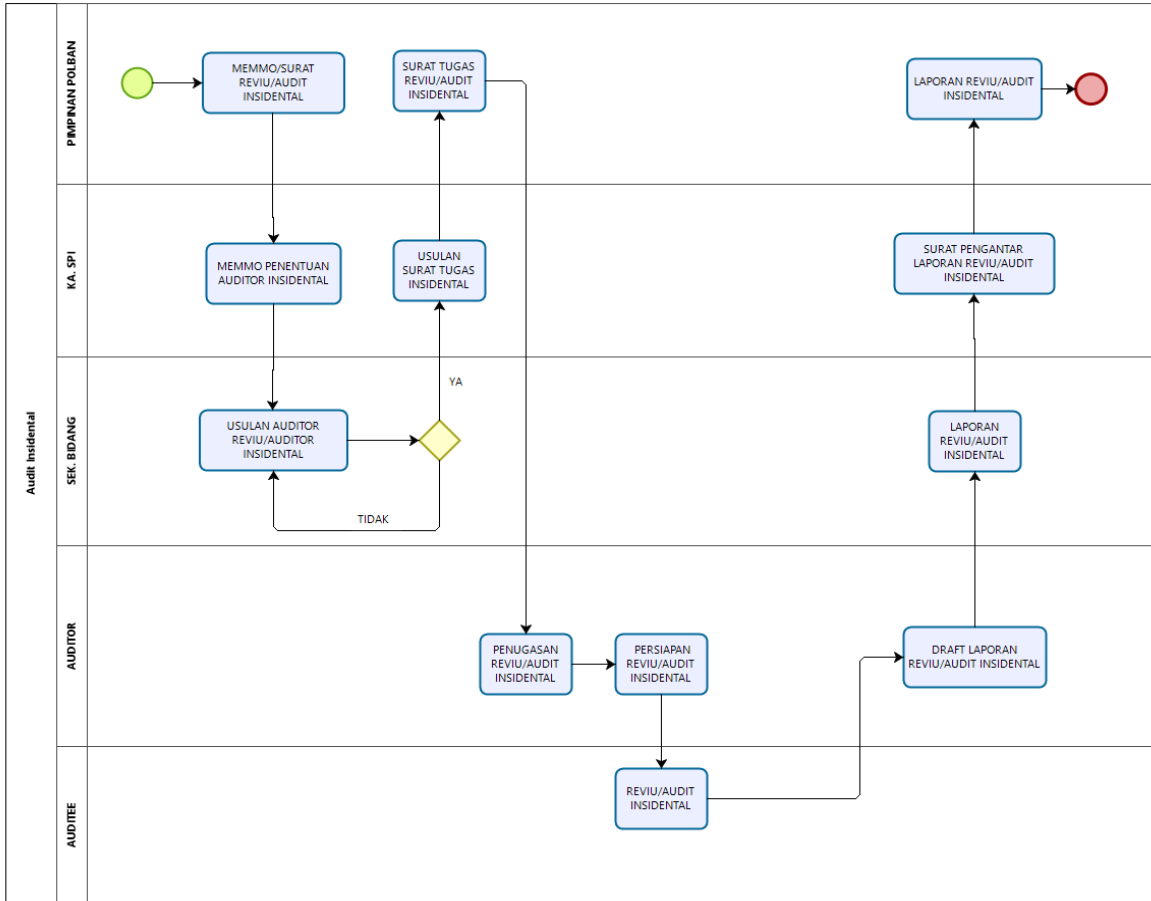 Audit Insidental
PIMPINAN POLBAN
MEMMO/SURAT
REVIU/AUDIT
INSIDENTAL
SURAT TUGAS
REVIU/AUDIT
INSIDENTAL
LAPORAN REVIU/AUDIT
INSIDENTAL
KA. SPI
MEMMO PENENTUAN
AUDITOR INSIDENTAL
USULAN
SURAT TUGAS
INSIDENTAL
SURAT PENGANTAR
LAPORAN REVIU/AUDIT
INSIDENTAL
SEK. BIDANG
USULAN AUDITOR
REVIU/AUDITOR
INSIDENTAL
YA
TIDAK
LAPORAN
REVIU/AUDIT
INSIDENTAL
AUDITOR
PENUGASAN
REVIU/AUDIT
INSIDENTAL
PERSIAPAN
REVIU/AUDIT
INSIDENTAL
DRAFT LAPORAN
REVIU/AUDIT INSIDENTAL
AUDITEE
REVIU/AUDIT
INSIDENTAL